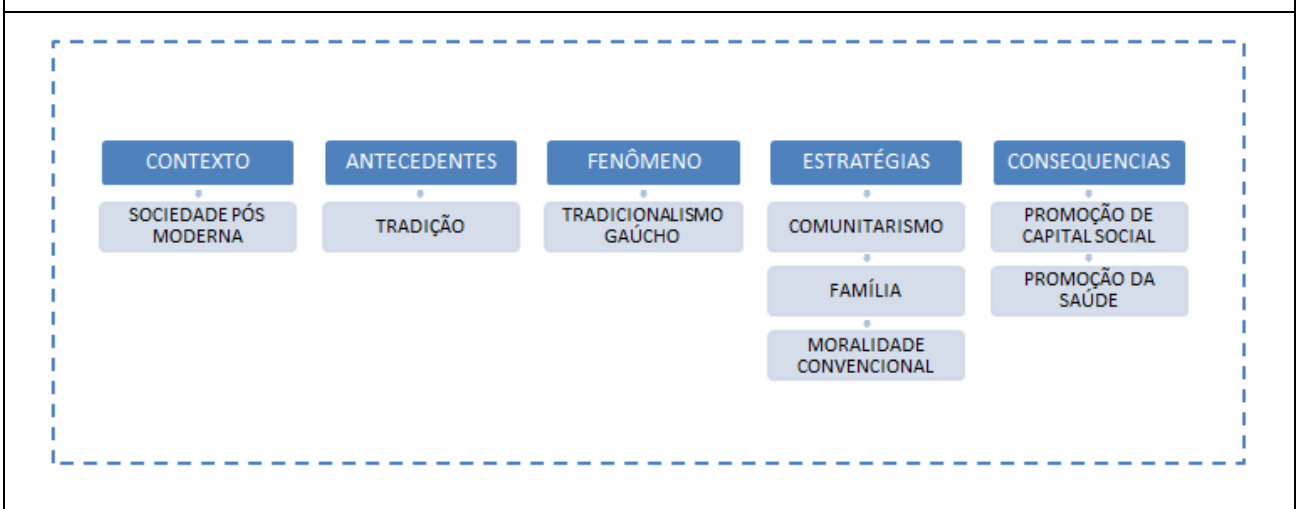 CONTEXTO
SOCIEDADE PÓS
MODERNA
ANTECEDENTES
TRADIÇÃO
FENÔMENO
TRADICIONALISMO
GAÚCHO
ESTRATÉGIAS
COMUNITARISMO
FAMÍLIA
MORALIDADE
CONVENCIONAL
CONSEQUENCIAS
PROMOÇÃO DE
CAPITAL SOCIAL
PROMOÇÃO DA
SAÚDE